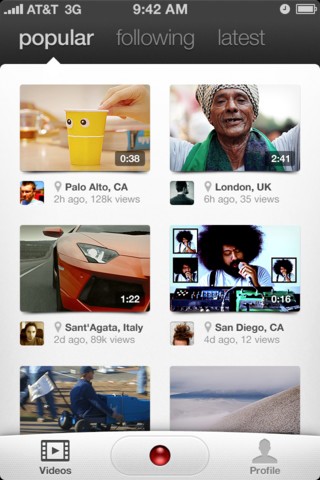 AT&T 3G 9:42 AM
popular following latest
0:38 2:41
Palo Alto, CA London, UK
2h ago, 128k views 6h ago, 35 views
1:22 0:16
Sant'Agata, Italy San Diego, CA
2d ago, 89k views 4d ago, 12 views
Videos Profile